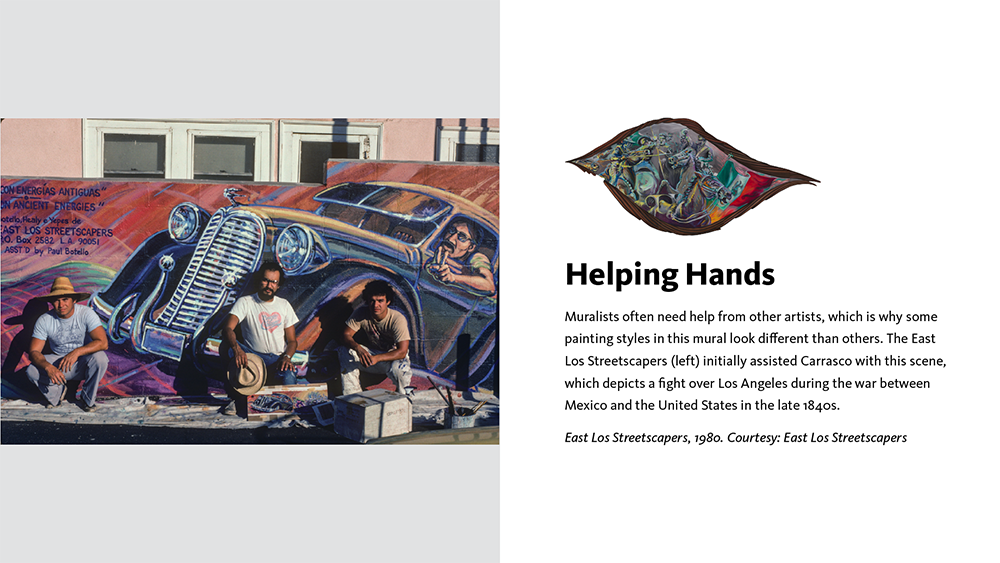 CON ENERGÍAS ANTIGUAS"
ON ANCIENT ENERGIES"
Botello, Healy e Yepes de
EAST LOS STREETSCAPERS
P.O. Box 2582 L.A. 90051
ASST'D by Paul Botello
Helping Hands
Muralists often need help from other artists, which is why some
painting styles in this mural look different than others. The East
Los Streetscapers (left) initially assisted Carrasco with this scene,
which depicts a fight over Los Angeles during the war between
Mexico and the United States in the late 1840s.
East Los Streetscapers, 1980. Courtesy: East Los Streetscapers